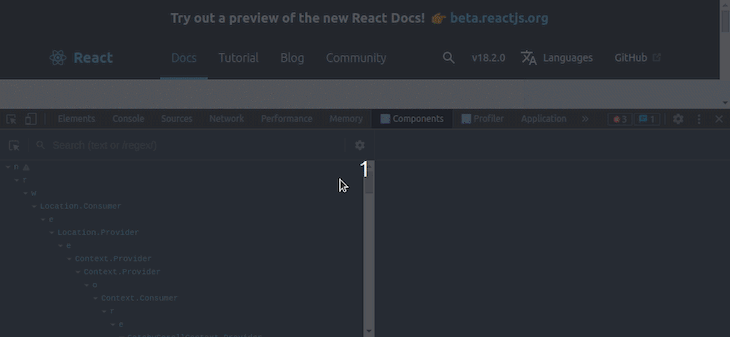 Try out a preview of the new React Docs! 👉 beta.reactjs.org
React Docs Tutorial Blog Community v18.2.0 Languages GitHub
Elements Console Sources Network Performance Memory Components Profiler Application » 3 1
Search (text or /regex/)
1
Location.Consumer
Location.Provider
Context.Provider
Context.Provider
Context.Consumer